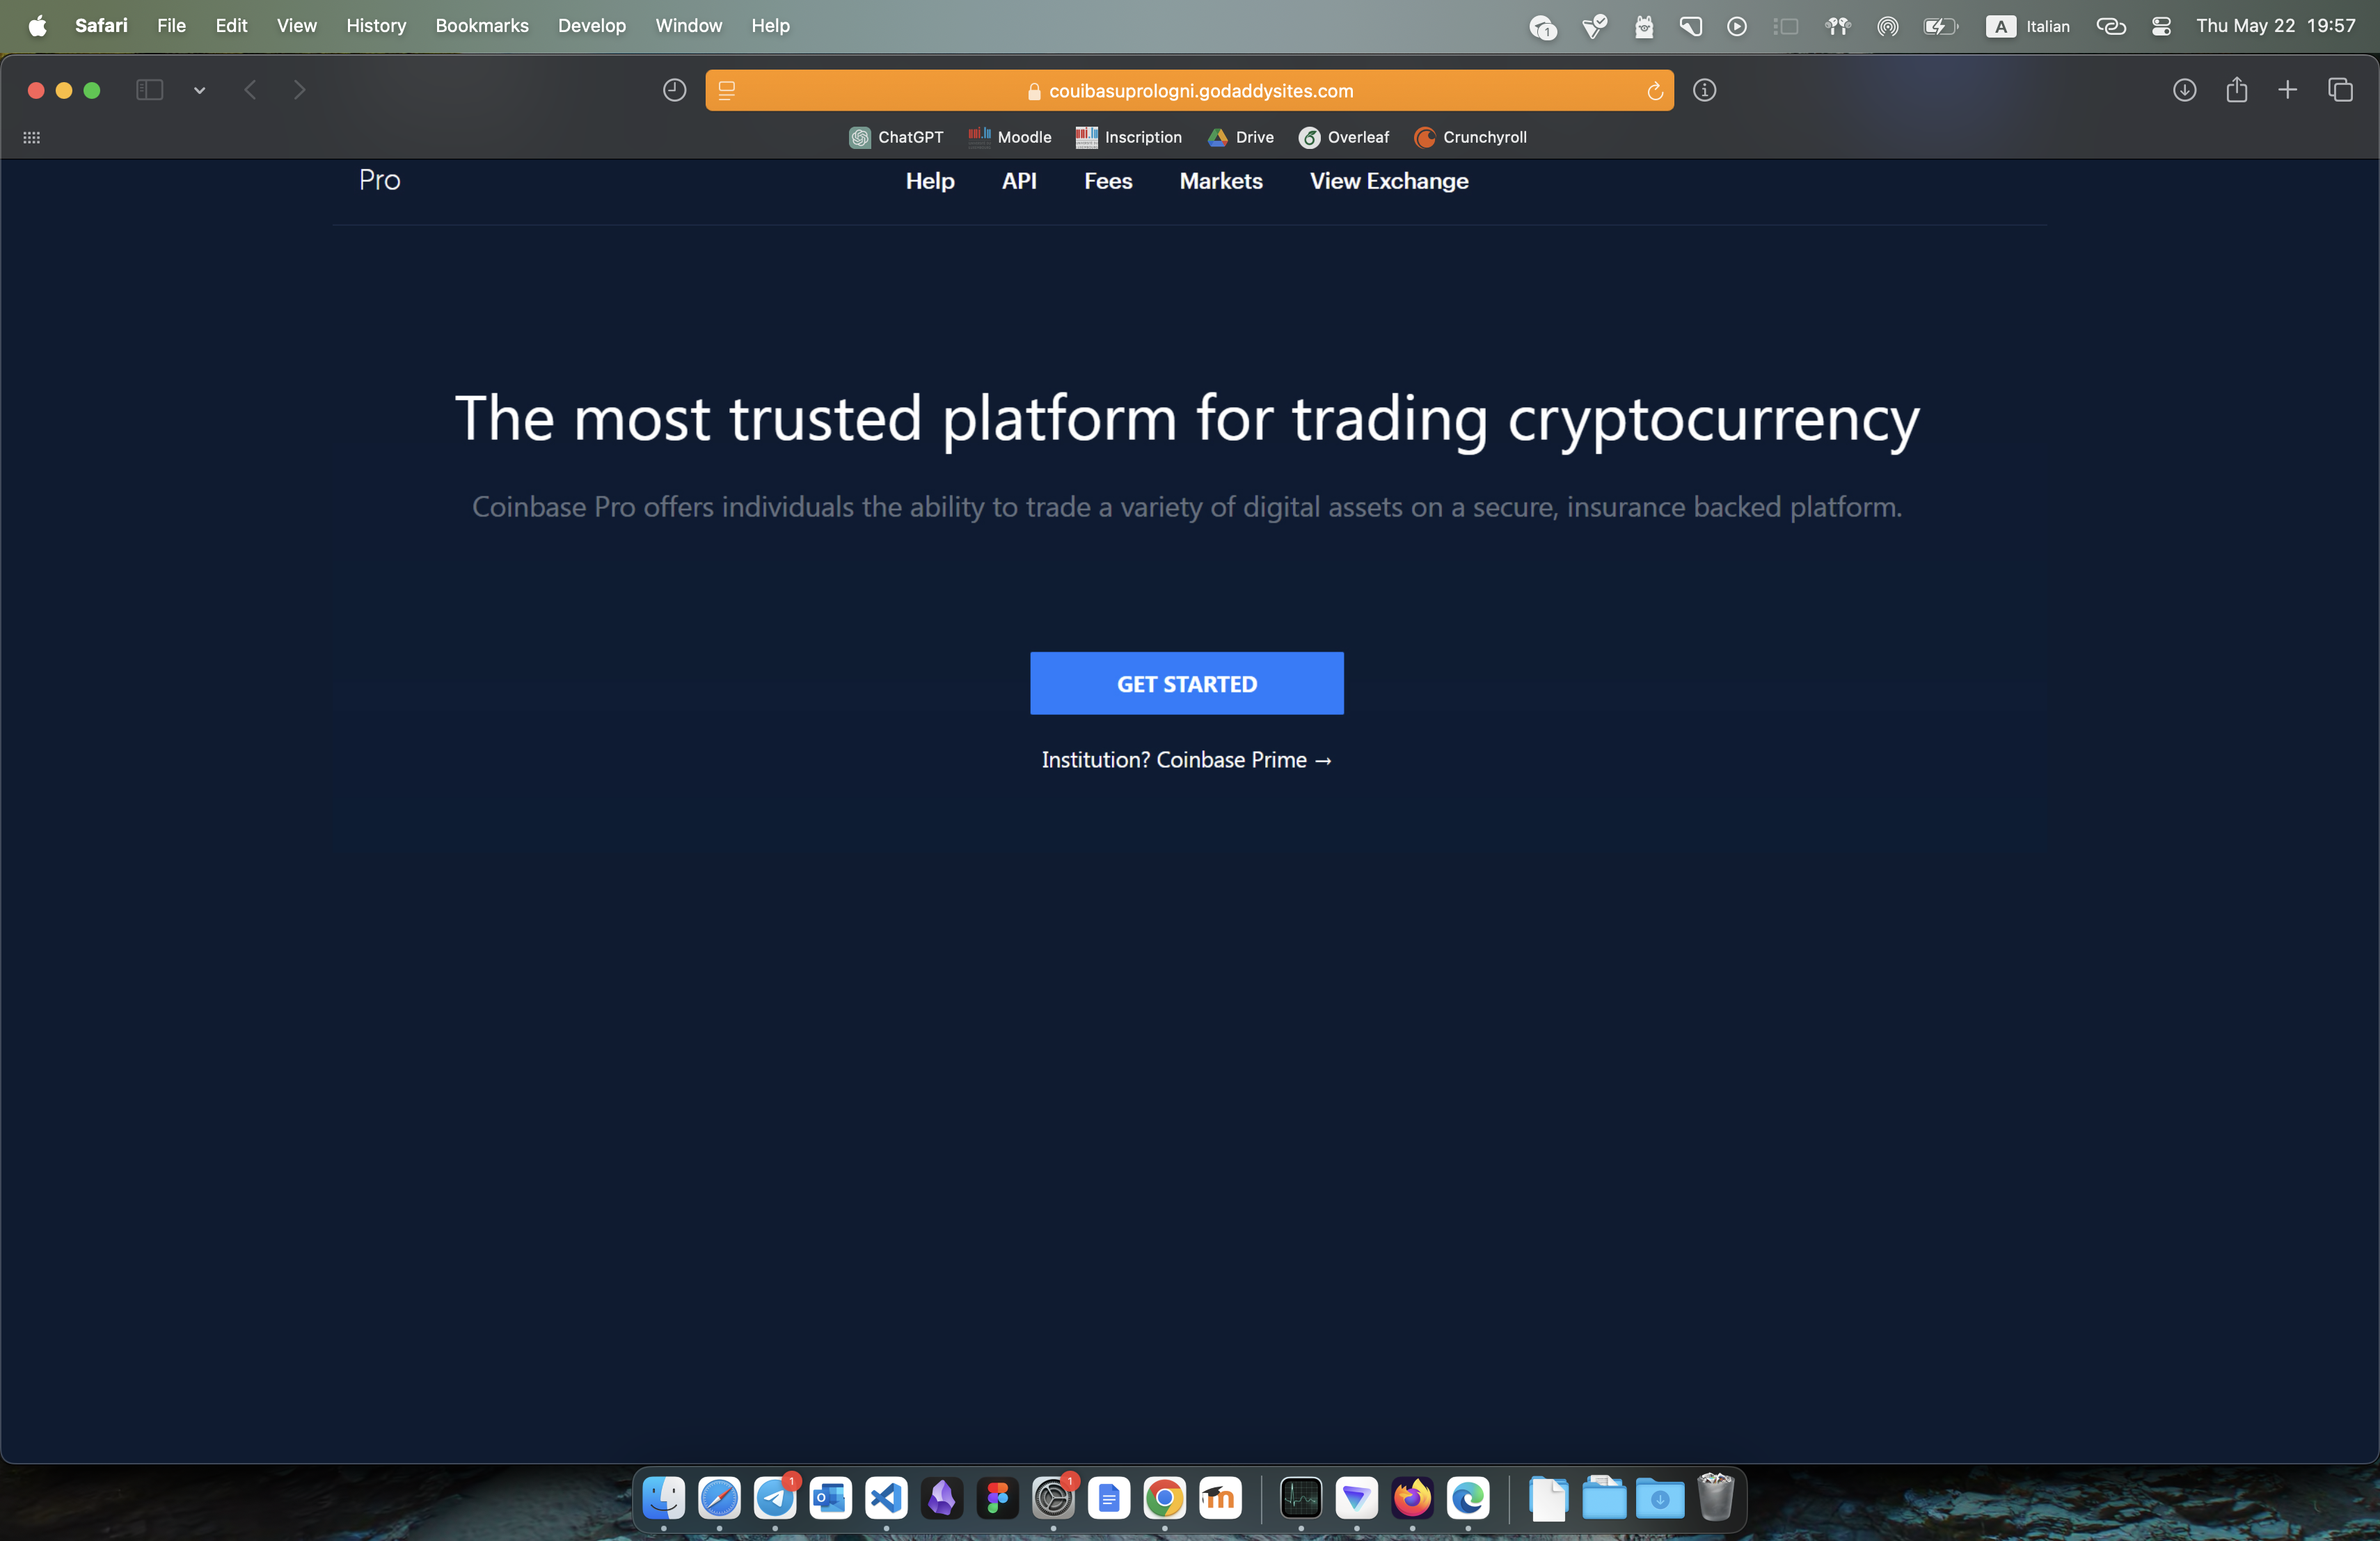 Safari File Edit View History Bookmarks Develop Window Help 1 A Italian Thu May 22 19:57
couibasuprologni.godaddysites.com
ChatGPT Moodle Inscription Drive Overleaf Crunchyroll
Pro Help API Fees Markets View Exchange
The most trusted platform for trading cryptocurrency
Coinbase Pro offers individuals the ability to trade a variety of digital assets on a secure, insurance backed platform.
GET STARTED
Institution? Coinbase Prime →
1 1